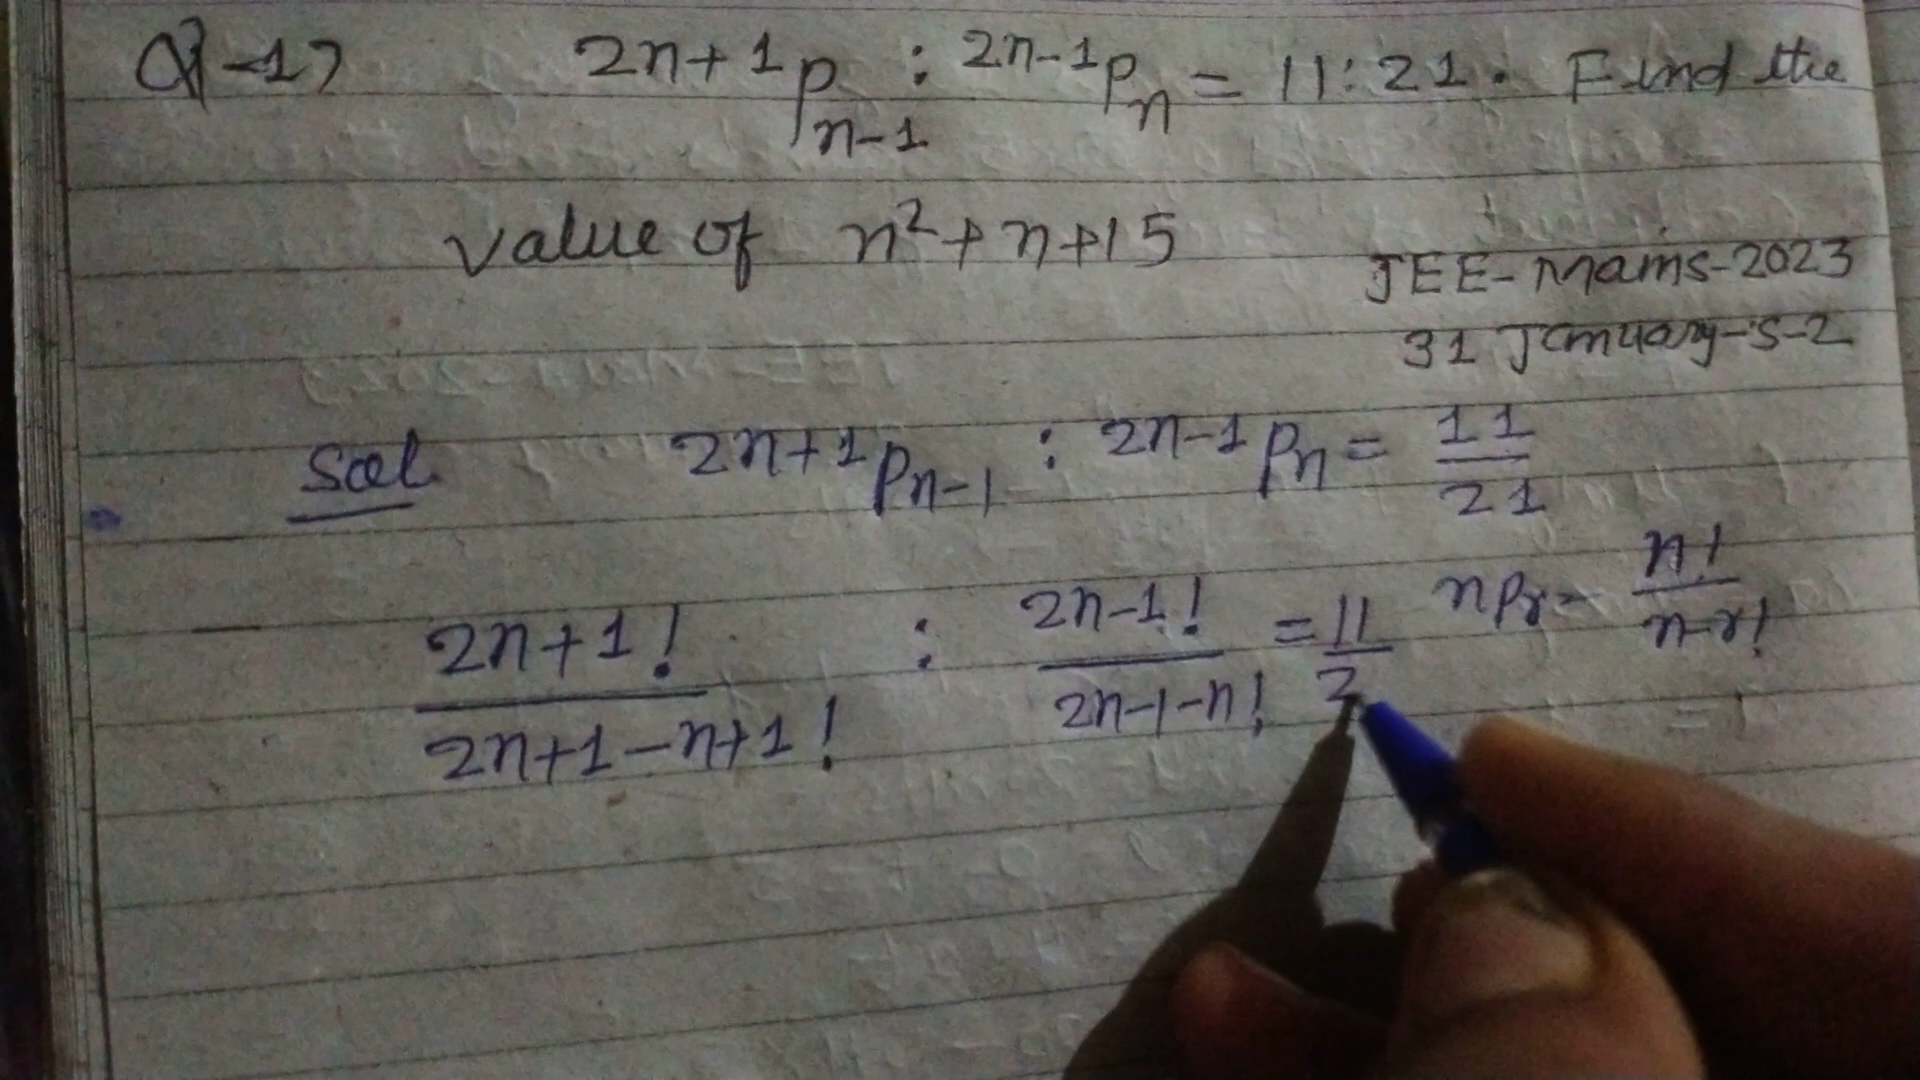 Q-1> 2n+1Pn-1 : 2n-1Pn = 11:21. Find the
value of n²+n+15
JEE-Mains-2023
31 January-S-2
Sol 2n+1Pn-1 : 2n-1Pn = 11/21
2n+1!/2n+1-n+1! : 2n-1!/2n-1-n! = 11/2 nPr = n!/n-r!